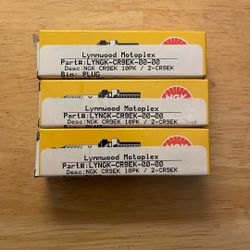 Lynnwood Motoplex
Part#:LYNGK-CR9EK-00-00
Desc:NGK CR9EK 10PK / 2-CR9EK
Bin: PLUG
NGK
Lynnwood Motoplex
Part#:LYNGK-CR9EK-00-00
Desc:NGK CR9EK 10PK / 2-CR9EK
Lynnwood Motoplex
Part#:LYNGK-CR9EK-00-00
Desc:NGK CR9EK 10PK / 2-CR9EK
Bin: PLUG
NGK